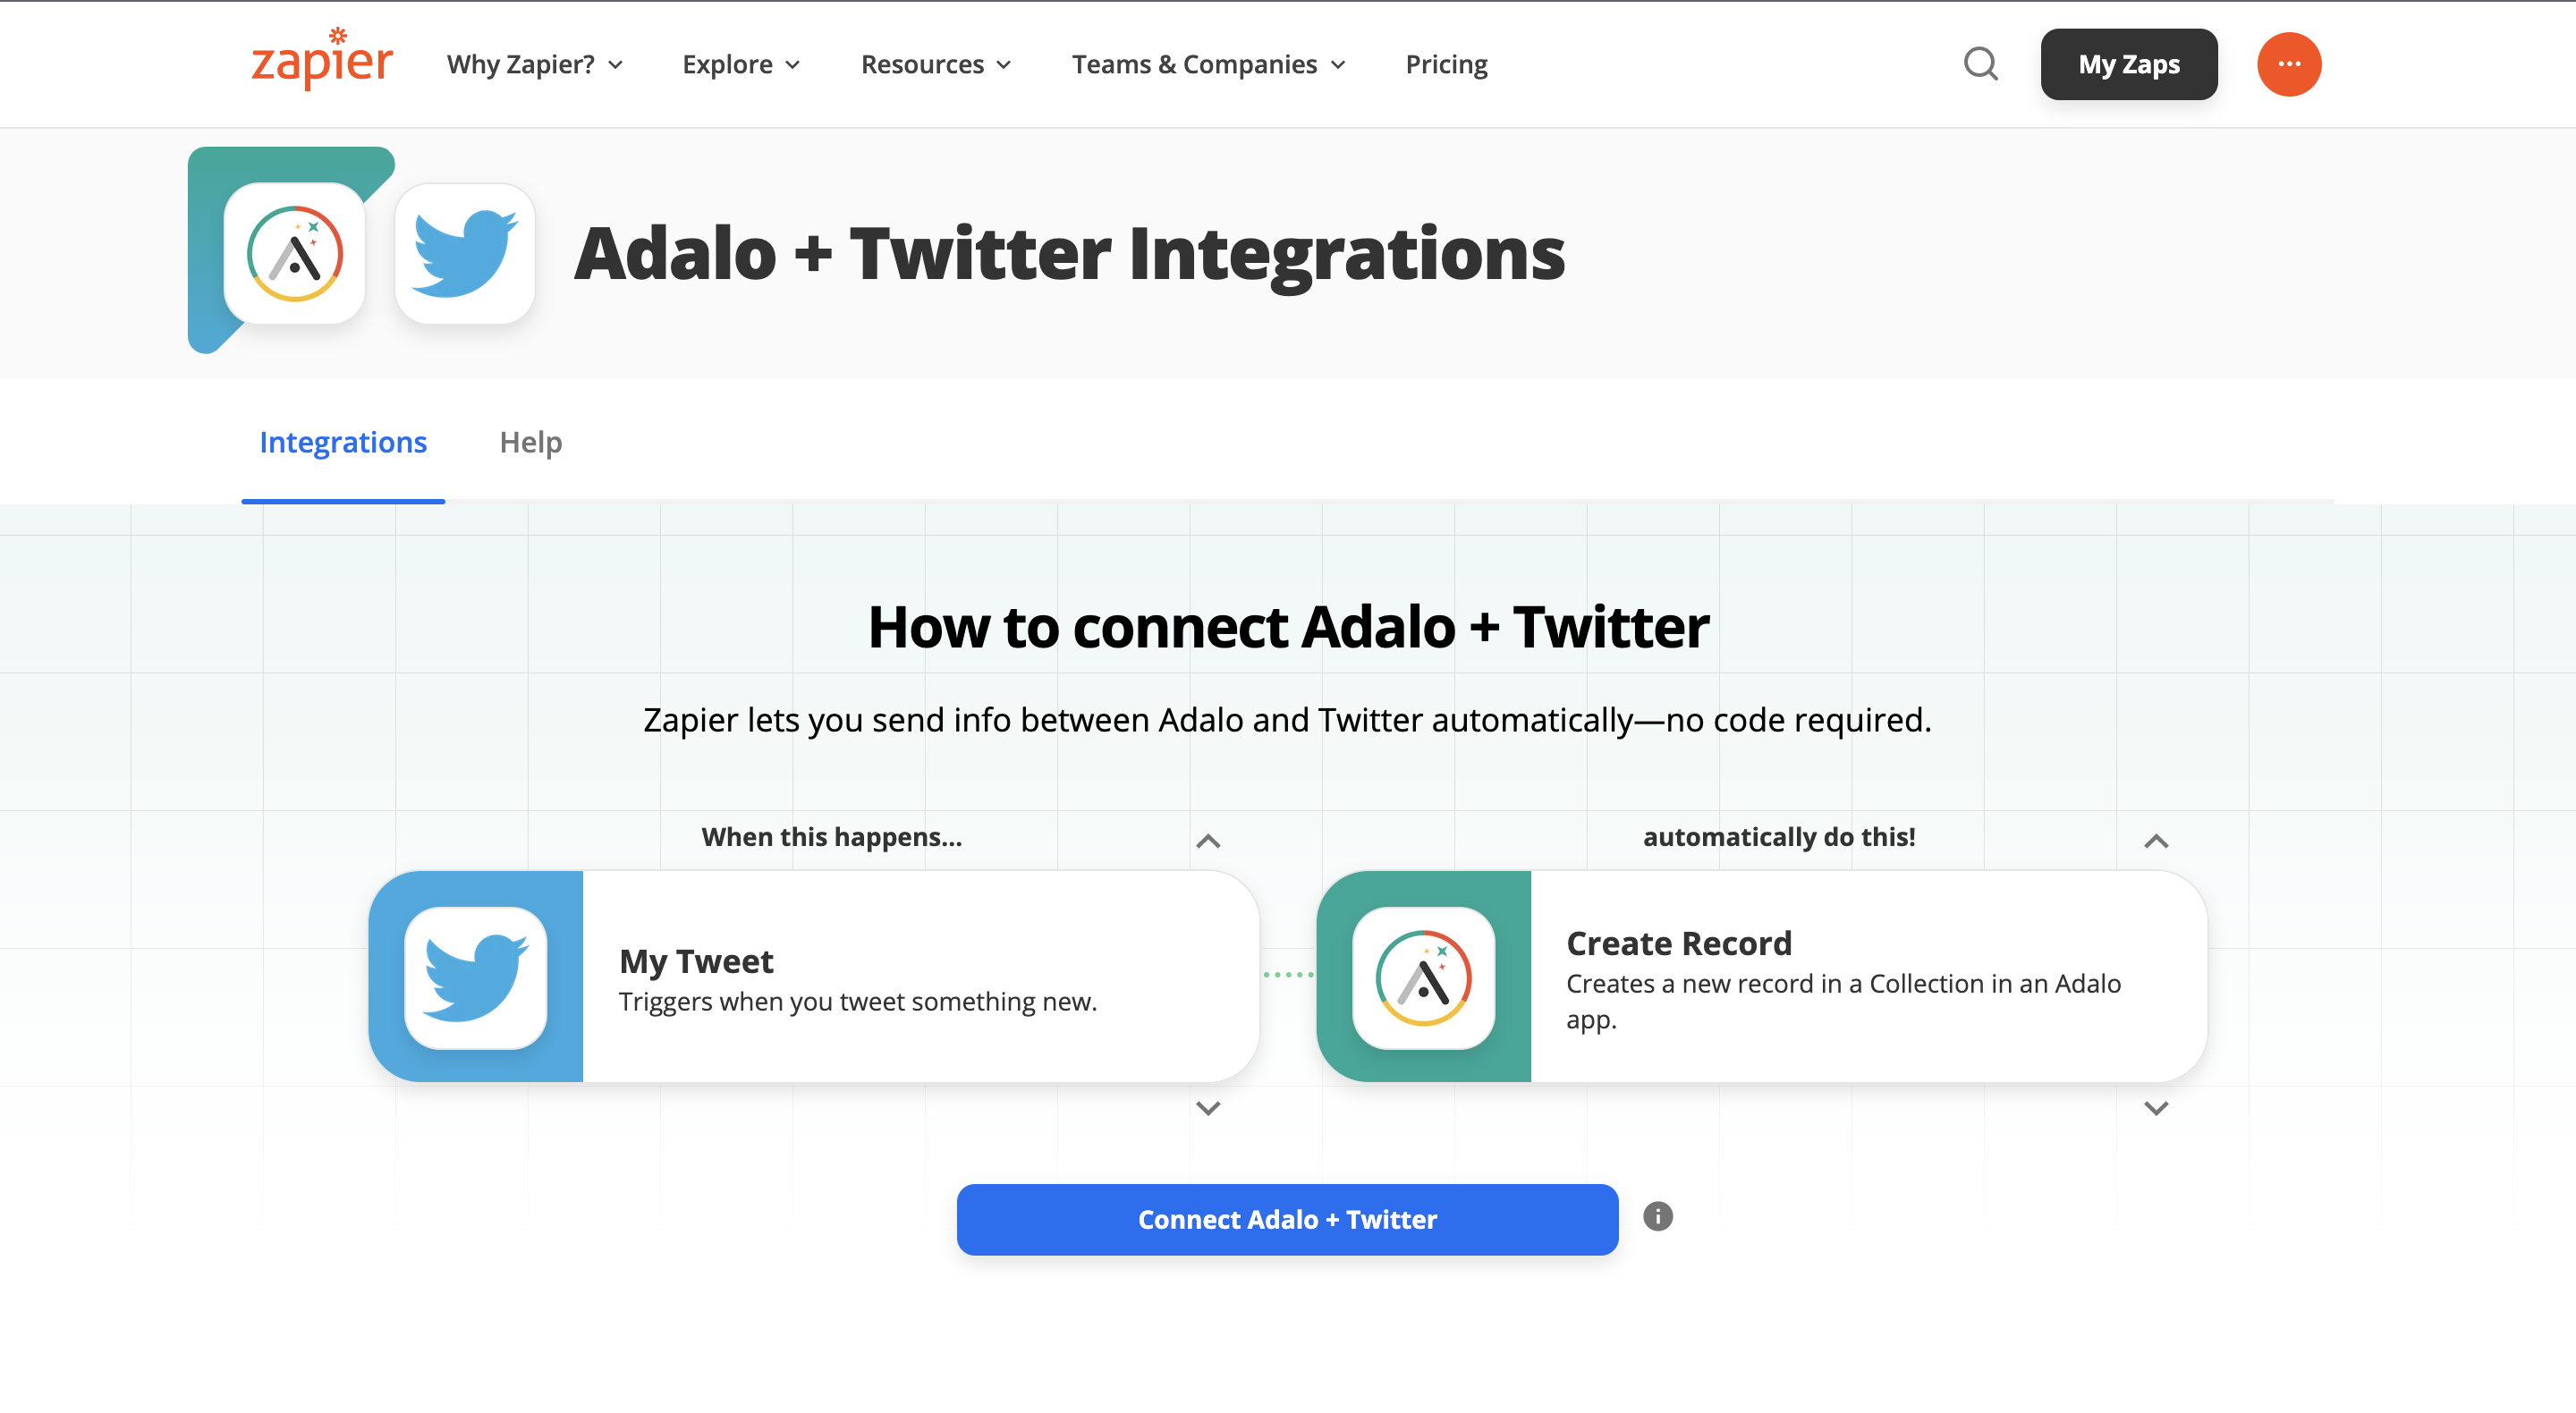 zapier
Why Zapier?
Explore
Resources
Teams & Companies
Pricing
My Zaps
Adalo + Twitter Integrations
Integrations
Help
How to connect Adalo + Twitter
Zapier lets you send info between Adalo and Twitter automatically—no code required.
When this happens...
automatically do this!
My Tweet
Triggers when you tweet something new.
Create Record
Creates a new record in a Collection in an Adalo
app.
Connect Adalo + Twitter